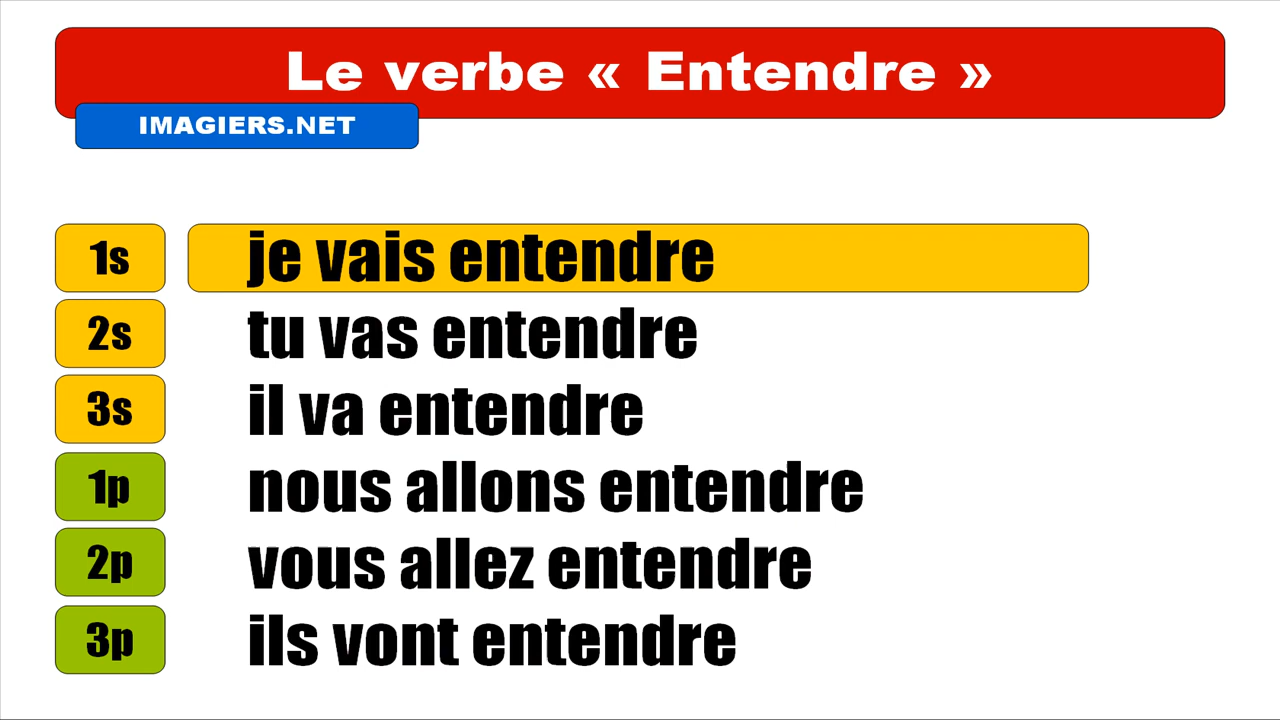 Le verbe « Entendre »
IMAGIERS.NET
1s je vais entendre
2s tu vas entendre
3s il va entendre
1p nous allons entendre
2p vous allez entendre
3p ils vont entendre